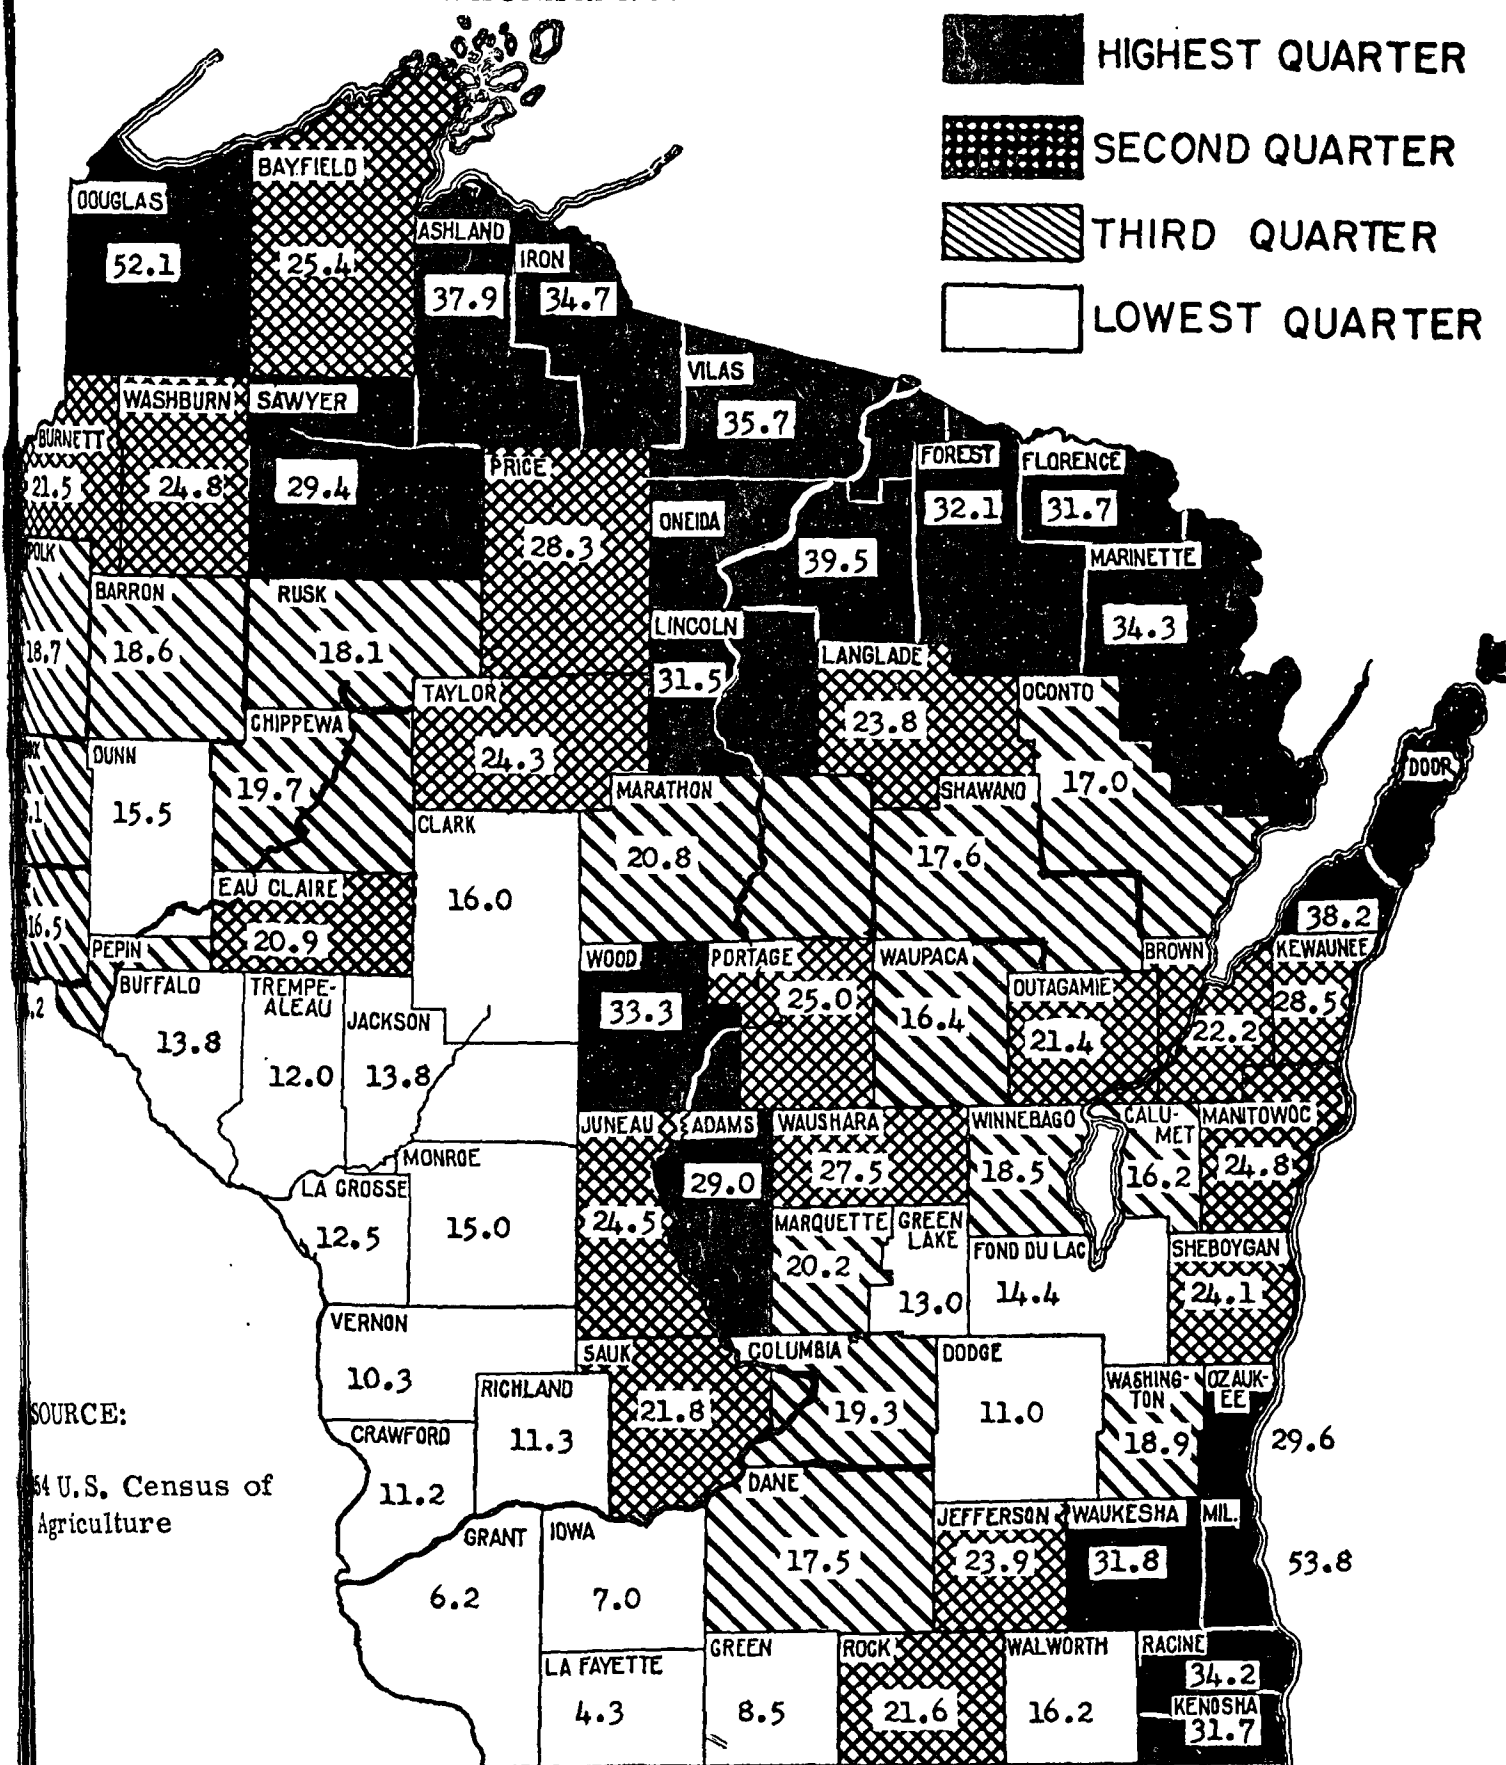 HIGHEST QUARTER
SECOND QUARTER
THIRD QUARTER
LOWEST QUARTER
BAYFIELD
25.4
DOUGLAS
52.1
ASHLAND
37.9
IRON
34.7
VILAS
35.7
WASHBURN
24.8
SAWYER
29.4
BURNETT
21.5
PRICE
28.3
FOREST
32.1
FLORENCE
31.7
ONEIDA
39.5
MARINETTE
34.3
POLK
18.7
BARRON
18.6
RUSK
18.1
LINCOLN
31.5
LANGLADE
23.8
TAYLOR
24.3
OCONTO
17.0
CHIPPEWA
19.7
DUNN
15.5
MARATHON
20.8
SHAWANO
17.6
DOOR
38.2
CLARK
16.0
EAU CLAIRE
20.9
16.5
PEPIN
WOOD
33.3
PORTAGE
25.0
WAUPACA
16.4
BROWN
22.2
KEWAUNEE
28.5
OUTAGAMIE
21.4
BUFFALO
13.8
TREMPE-
ALEAU
12.0
JACKSON
13.8
JUNEAU
24.5
ADAMS
29.0
WAUSHARA
27.5
WINNEBAGO
18.5
CALU-
MET
16.2
MANITOWOC
24.8
MONROE
15.0
LA CROSSE
12.5
MARQUETTE
20.2
GREEN
LAKE
13.0
FOND DU LAC
14.4
SHEBOYGAN
24.1
VERNON
10.3
SAUK
21.8
COLUMBIA
19.3
DODGE
11.0
WASHING-
TON
18.9
OZAUK-
EE
29.6
RICHLAND
11.3
CRAWFORD
11.2
SOURCE:
54 U.S. Census of
Agriculture
DANE
17.5
GRANT
6.2
IOWA
7.0
JEFFERSON
23.9
WAUKESHA
31.8
MIL.
53.8
LA FAYETTE
4.3
GREEN
8.5
ROCK
21.6
WALWORTH
16.2
RACINE
34.2
KENOSHA
31.7